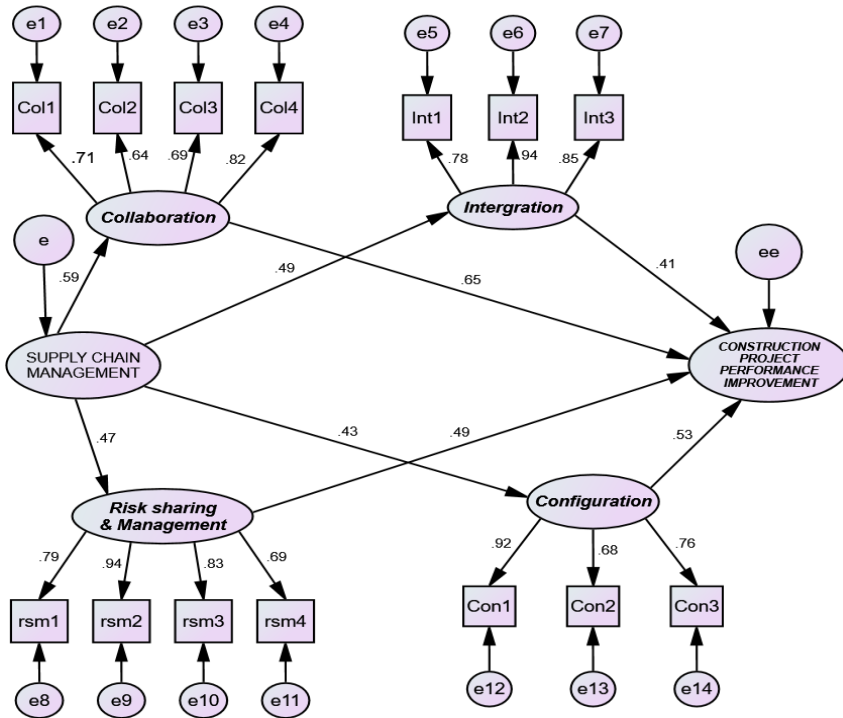 e1
e2
e3
e4
e5
e6
e7
Col1
Col2
Col3
Col4
Int1
Int2
Int3
.71
.64
.69
.82
.78
.94
.85
Collaboration
Intergration
e
ee
.59
.49
.65
.41
SUPPLY CHAIN
MANAGEMENT
CONSTRUCTION
PROJECT
PERFORMANCE
IMPROVEMENT
.47
.43
.49
.53
Risk sharing
& Management
Configuration
.79
.94
.83
.69
.92
.68
.76
rsm1
rsm2
rsm3
rsm4
Con1
Con2
Con3
e8
e9
e10
e11
e12
e13
e14